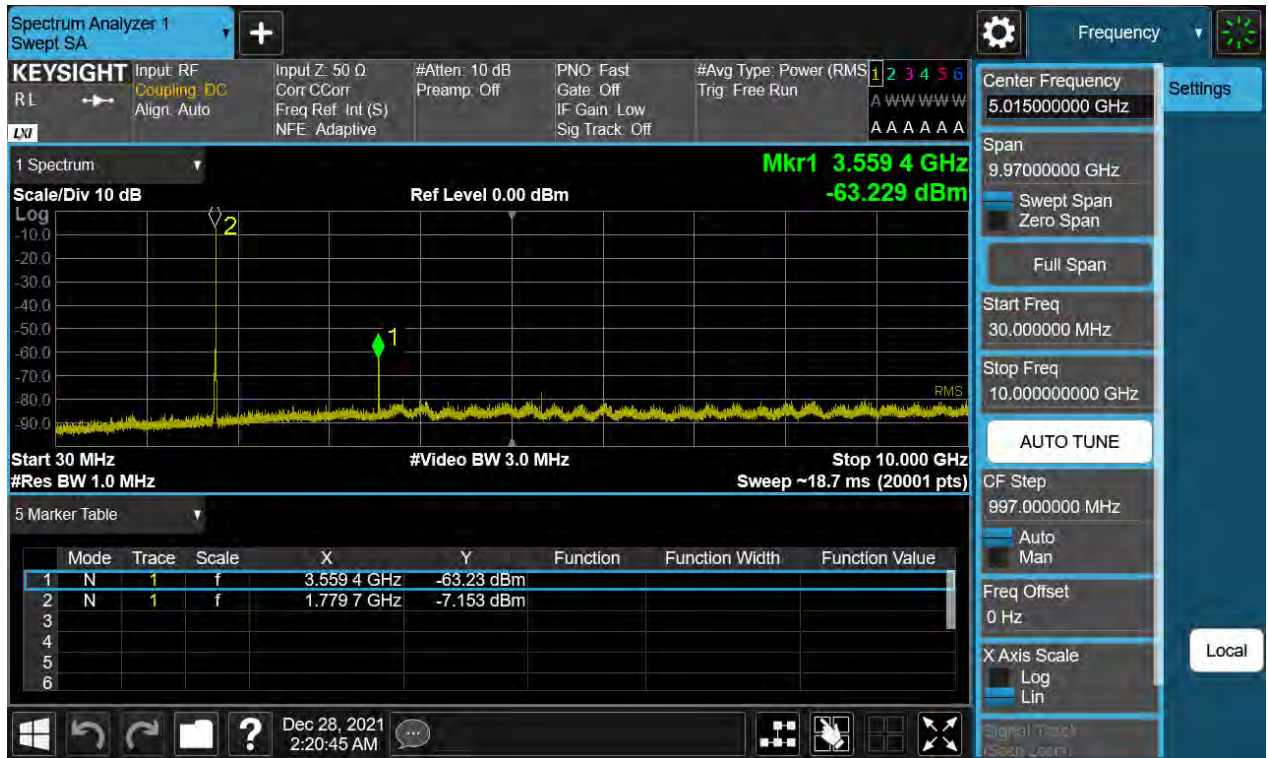 Spectrum Analyzer 1
Swept SA
+
Frequency
KEYSIGHT
RL
LXI
Input: RF
Coupling: DC
Align: Auto
Input Z: 50 Ω
Corr CCorr
Freq Ref: Int (S)
NFE: Adaptive
#Atten: 10 dB
Preamp: Off
PNO: Fast
Gate: Off
IF Gain: Low
Sig Track: Off
#Avg Type: Power (RMS
Trig: Free Run
1 2 3 4 5 6
A W W W W W
A A A A A A
1 Spectrum
Mkr1 3.559 4 GHz
-63.229 dBm
Scale/Div 10 dB
Ref Level 0.00 dBm
Log
-10.0
-20.0
-30.0
-40.0
-50.0
-60.0
-70.0
-80.0
-90.0
2
1
RMS
Start 30 MHz
#Video BW 3.0 MHz
Stop 10.000 GHz
#Res BW 1.0 MHz
Sweep ~18.7 ms (20001 pts)
5 Marker Table
Mode Trace Scale X Y Function Function Width Function Value
1 N 1 f 3.559 4 GHz -63.23 dBm
2 N 1 f 1.779 7 GHz -7.153 dBm
3
4
5
6
?
Dec 28, 2021
2:20:45 AM
Center Frequency
5.015000000 GHz
Settings
Span
9.97000000 GHz
Swept Span
Zero Span
Full Span
Start Freq
30.000000 MHz
Stop Freq
10.000000000 GHz
AUTO TUNE
CF Step
997.000000 MHz
Auto
Man
Freq Offset
0 Hz
X Axis Scale
Log
Lin
Local
Signal Track
(Span Zoom)